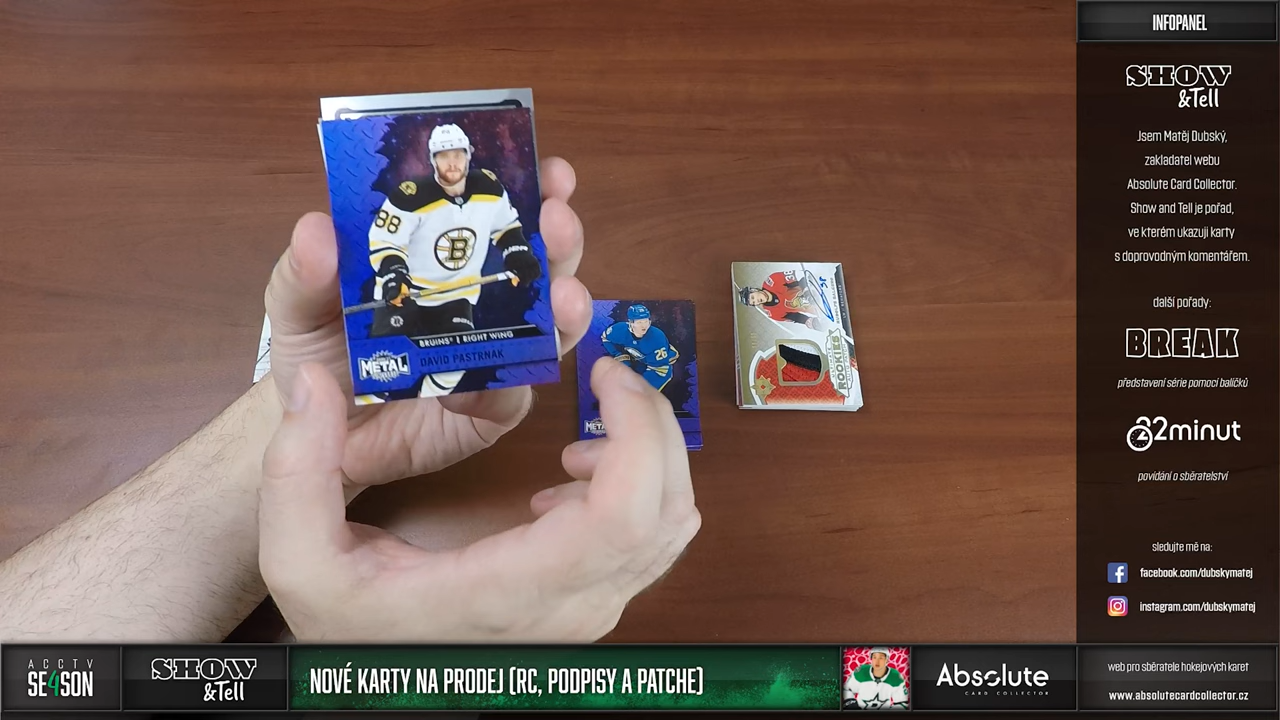 INFOPANEL
SHOW
&Tell
Jsem Matěj Dubský,
zakladatel webu
Absolute Card Collector.
Show and Tell je pořad,
ve kterém ukazuji karty
s doprovodným komentářem.
další pořady:
BREAK
představení série pomocí balíčků
22minut
povídání o sběratelství
sledujte mě na:
facebook.com/dubskymatej
instagram.com/dubskymatej
88
B
BRUINS® | RIGHT WING
DAVID PASTRNAK
METAL
26
ROOKIES
ACCTV
SE4SON
SHOW
&Tell
NOVÉ KARTY NA PRODEJ (RC, PODPISY A PATCHE)
Absolute
CARD COLLECTOR
web pro sběratele hokejových karet
www.absolutecardcollector.cz